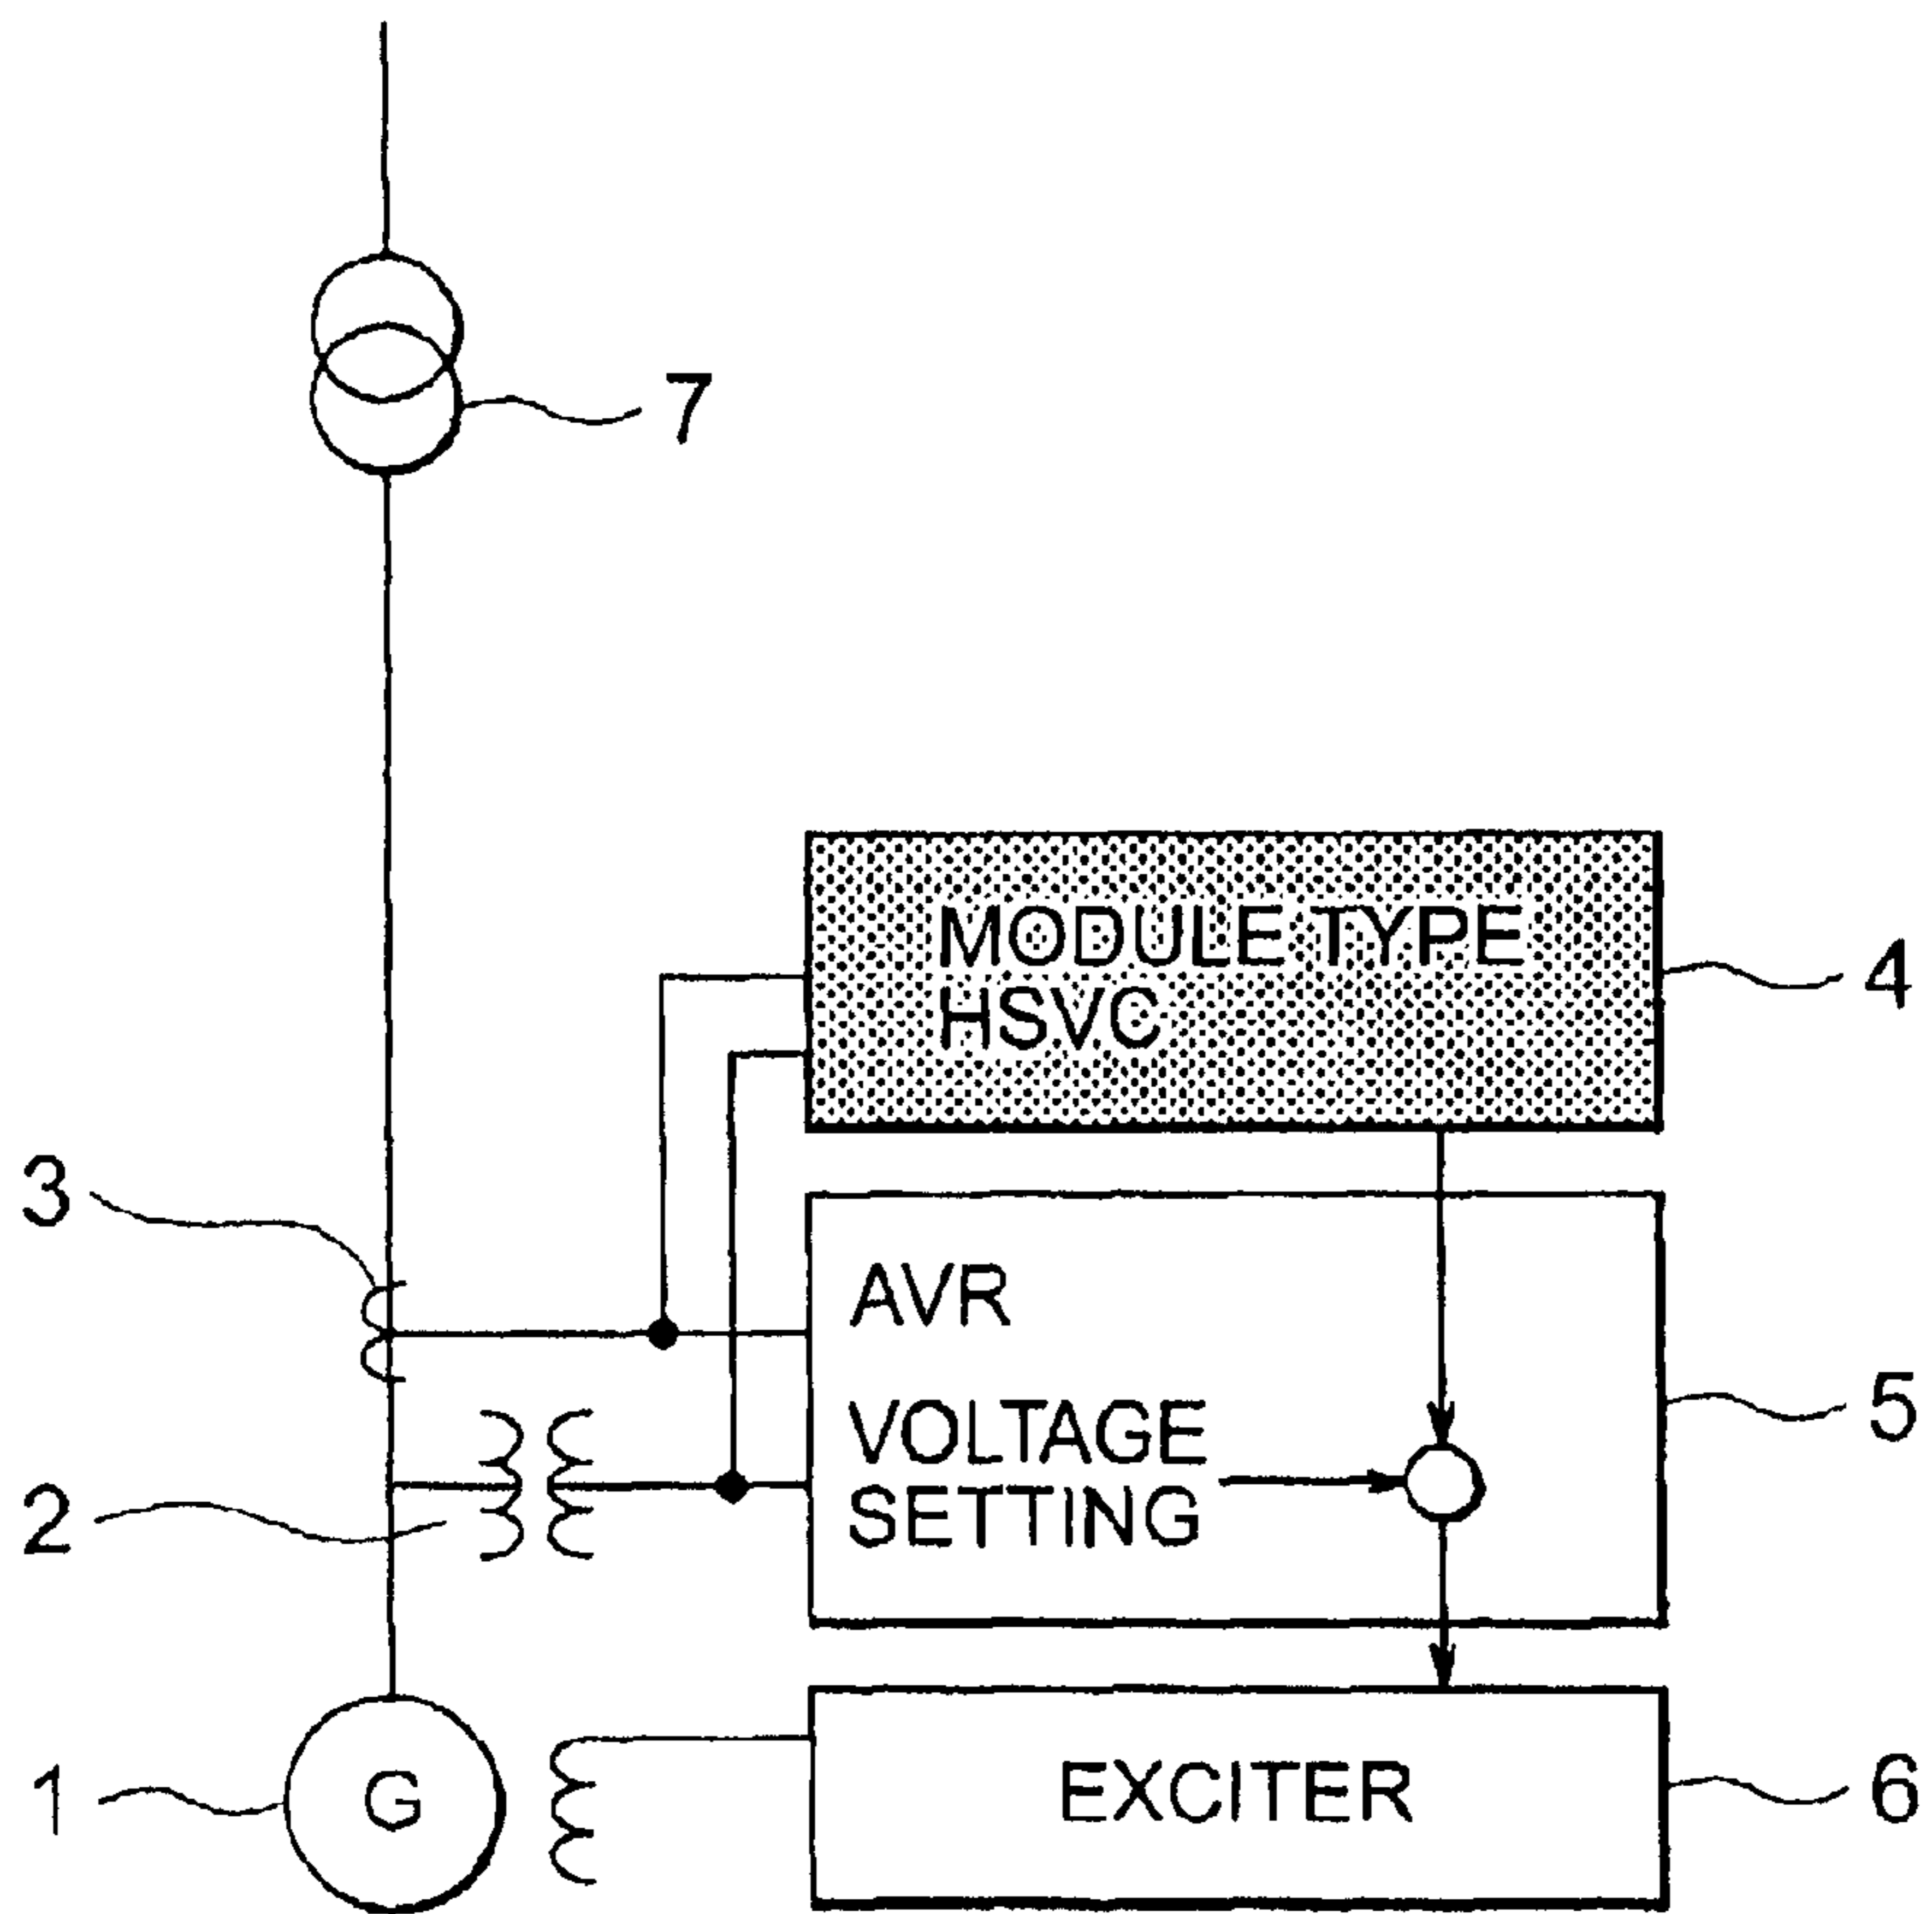 7
MODULE TYPE
HSVC
4
3
AVR
VOLTAGE
SETTING
5
2
1
G
EXCITER
6